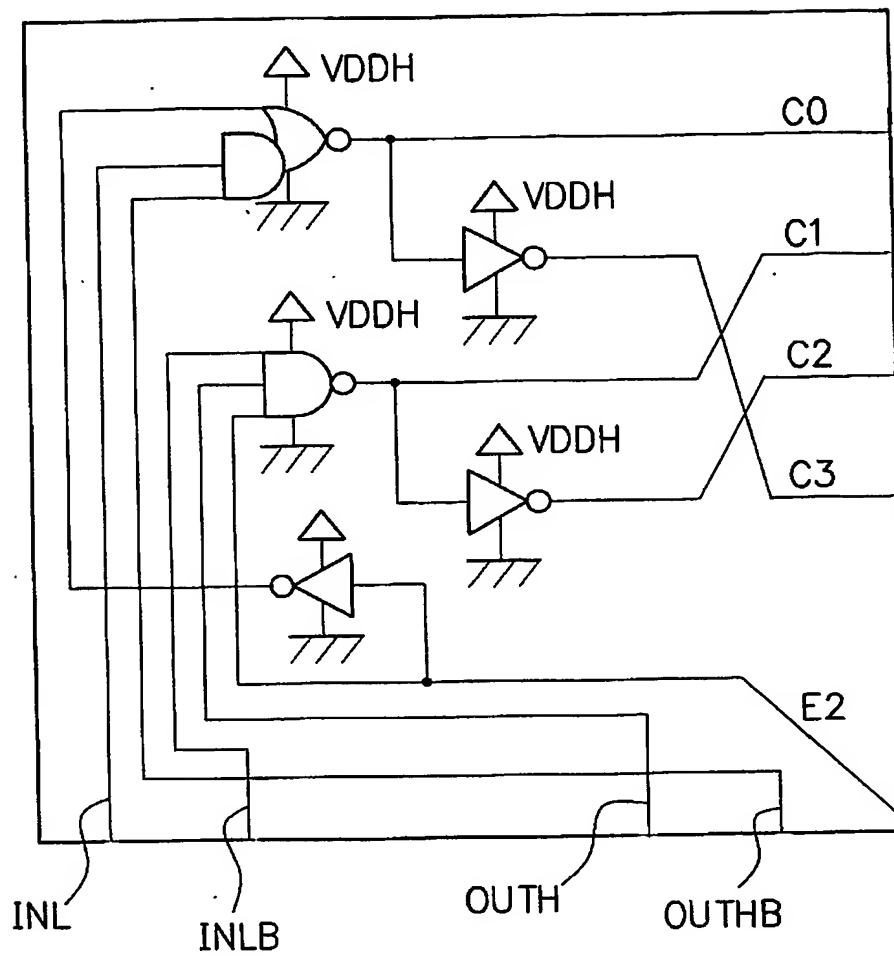 VDDH
C0
VDDH
C1
VDDH
C2
VDDH
C3
E2
INL
INLB
OUTH
OUTHB